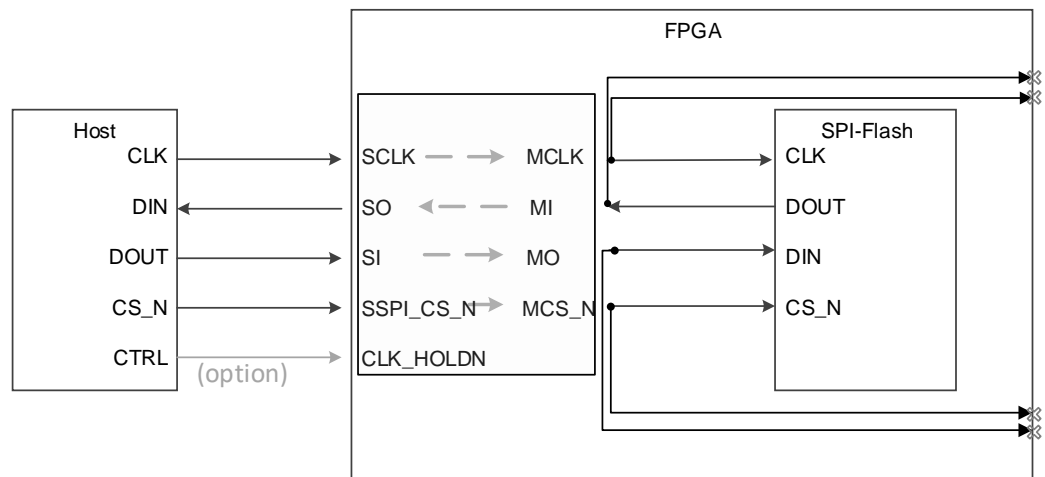 FPGA
Host
SPI-Flash
CLK
SCLK
MCLK
CLK
DIN
SO
MI
DOUT
DOUT
SI
MO
DIN
CS_N
SSPI_CS_N
MCS_N
CS_N
CTRL
(option)
CLK_HOLDN